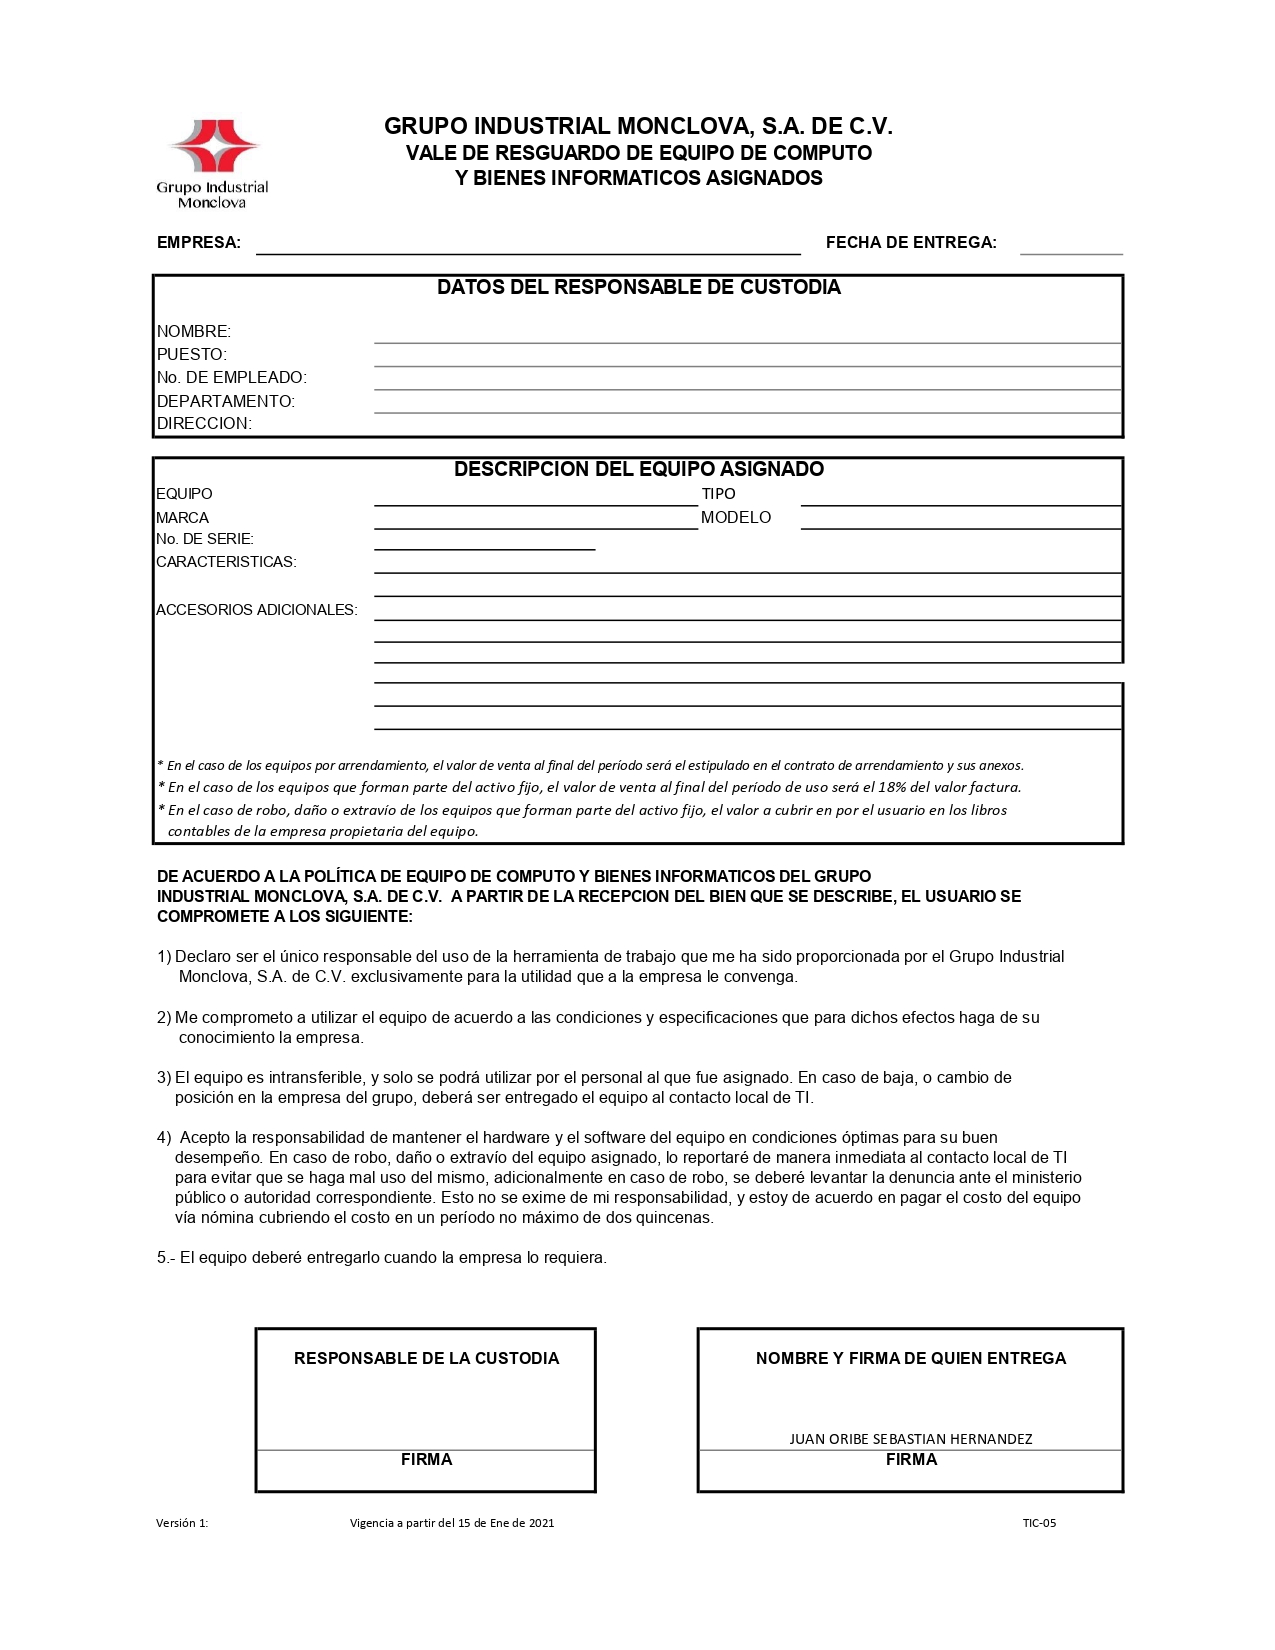 GRUPO INDUSTRIAL MONCLOVA, S.A. DE C.V.
VALE DE RESGUARDO DE EQUIPO DE COMPUTO
Y BIENES INFORMATICOS ASIGNADOS
Grupo Industrial
Monclova
EMPRESA: FECHA DE ENTREGA:
DATOS DEL RESPONSABLE DE CUSTODIA
NOMBRE:
PUESTO:
No. DE EMPLEADO:
DEPARTAMENTO:
DIRECCION:
DESCRIPCION DEL EQUIPO ASIGNADO
EQUIPO TIPO
MARCA MODELO
No. DE SERIE:
CARACTERISTICAS:
ACCESORIOS ADICIONALES:
* En el caso de los equipos por arrendamiento, el valor de venta al final del período será el estipulado en el contrato de arrendamiento y sus anexos.
* En el caso de los equipos que forman parte del activo fijo, el valor de venta al final del período de uso será el 18% del valor factura.
* En el caso de robo, daño o extravío de los equipos que forman parte del activo fijo, el valor a cubrir en por el usuario en los libros
contables de la empresa propietaria del equipo.
DE ACUERDO A LA POLÍTICA DE EQUIPO DE COMPUTO Y BIENES INFORMATICOS DEL GRUPO
INDUSTRIAL MONCLOVA, S.A. DE C.V. A PARTIR DE LA RECEPCION DEL BIEN QUE SE DESCRIBE, EL USUARIO SE
COMPROMETE A LOS SIGUIENTE:
1) Declaro ser el único responsable del uso de la herramienta de trabajo que me ha sido proporcionada por el Grupo Industrial
Monclova, S.A. de C.V. exclusivamente para la utilidad que a la empresa le convenga.
2) Me comprometo a utilizar el equipo de acuerdo a las condiciones y especificaciones que para dichos efectos haga de su
conocimiento la empresa.
3) El equipo es intransferible, y solo se podrá utilizar por el personal al que fue asignado. En caso de baja, o cambio de
posición en la empresa del grupo, deberá ser entregado el equipo al contacto local de TI.
4) Acepto la responsabilidad de mantener el hardware y el software del equipo en condiciones óptimas para su buen
desempeño. En caso de robo, daño o extravío del equipo asignado, lo reportaré de manera inmediata al contacto local de TI
para evitar que se haga mal uso del mismo, adicionalmente en caso de robo, se deberé levantar la denuncia ante el ministerio
público o autoridad correspondiente. Esto no se exime de mi responsabilidad, y estoy de acuerdo en pagar el costo del equipo
vía nómina cubriendo el costo en un período no máximo de dos quincenas.
5.- El equipo deberé entregarlo cuando la empresa lo requiera.
RESPONSABLE DE LA CUSTODIA NOMBRE Y FIRMA DE QUIEN ENTREGA
JUAN ORIBE SEBASTIAN HERNANDEZ
FIRMA FIRMA
Versión 1: Vigencia a partir del 15 de Ene de 2021 TIC-05